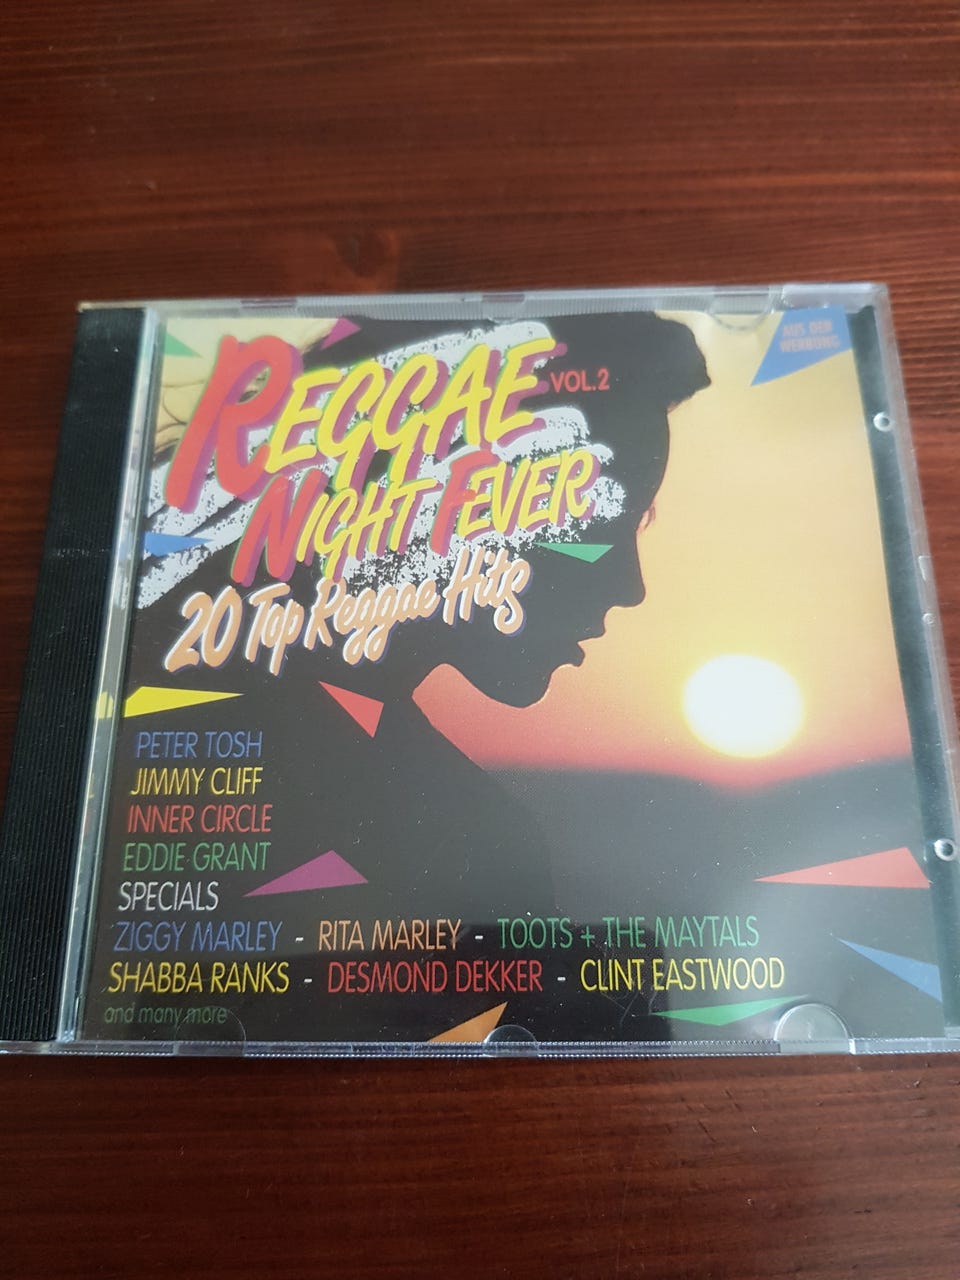 AUS DER
WERBUNG
REGGAE VOL.2
NIGHT FEVER
20 Top Reggae Hits
PETER TOSH
JIMMY CLIFF
INNER CIRCLE
EDDIE GRANT
SPECIALS
ZIGGY MARLEY - RITA MARLEY - TOOTS + THE MAYTALS
SHABBA RANKS - DESMOND DEKKER - CLINT EASTWOOD
and many more